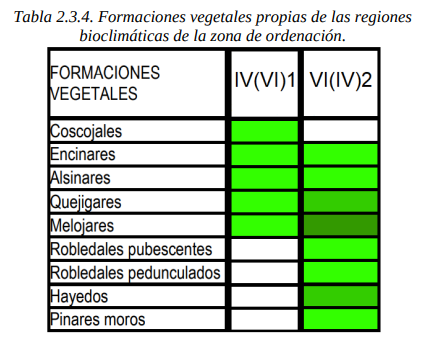 Tabla 2.3.4. Formaciones vegetales propias de las regiones
bioclimáticas de la zona de ordenación.
FORMACIONES
VEGETALES
IV(VI)1 VI(IV)2
Coscojales
Encinares
Alsinares
Quejigares
Melojares
Robledales pubescentes
Robledales pedunculados
Hayedos
Pinares moros